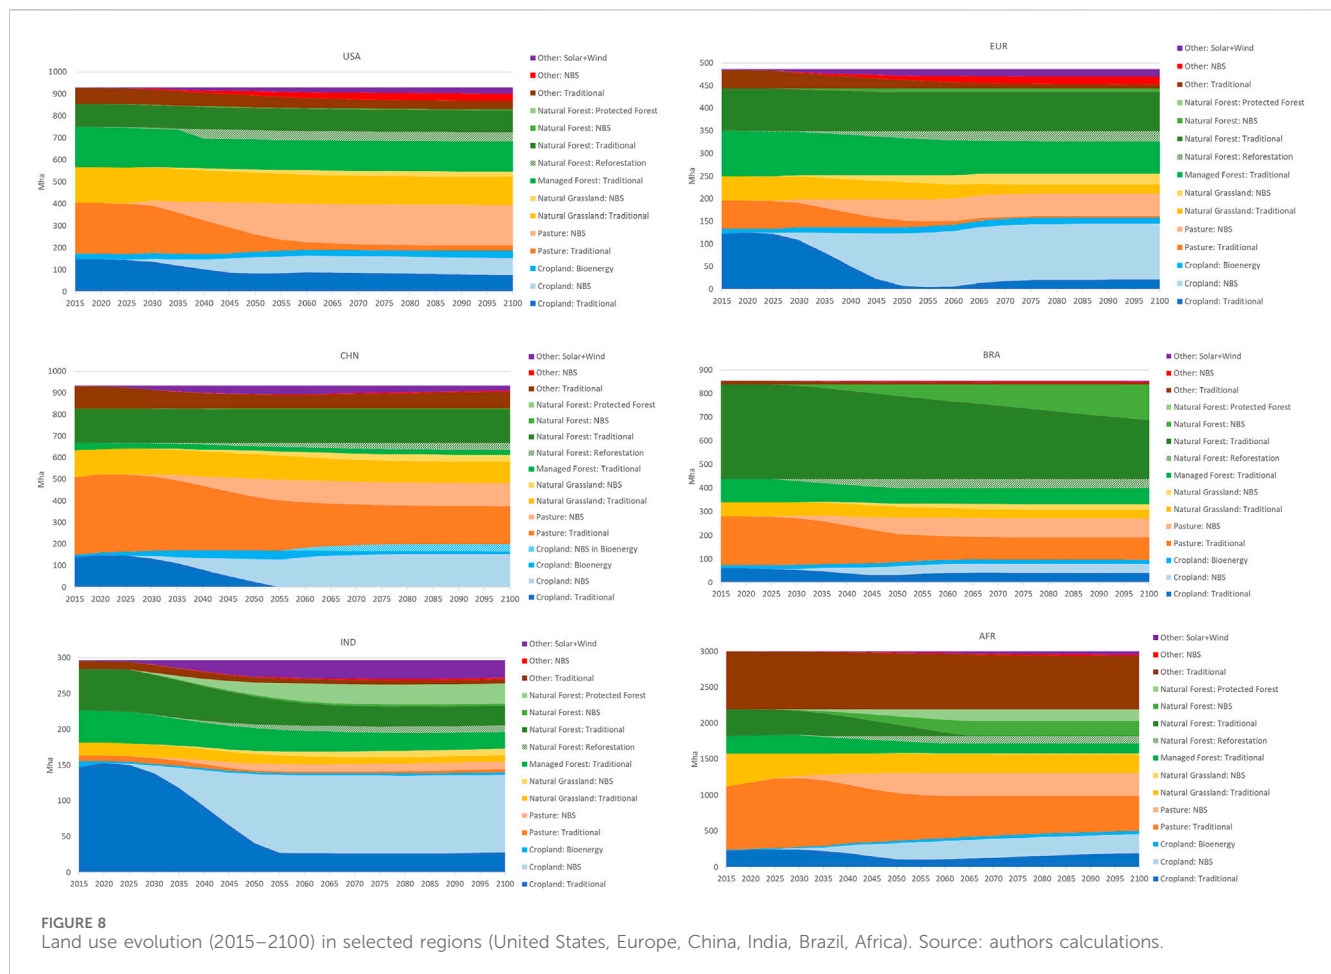 USA
Mha
1000
900
800
700
600
500
400
300
200
100
0
2015 2020 2025 2030 2035 2040 2045 2050 2055 2060 2065 2070 2075 2080 2085 2090 2095 2100
Other: Solar+Wind
Other: NBS
Other: Traditional
Natural Forest: Protected Forest
Natural Forest: NBS
Natural Forest: Traditional
Natural Forest: Reforestation
Managed Forest: Traditional
Natural Grassland: NBS
Natural Grassland: Traditional
Pasture: NBS
Pasture: Traditional
Cropland: Bioenergy
Cropland: NBS
Cropland: Traditional
EUR
Mha
500
450
400
350
300
250
200
150
100
50
0
2015 2020 2025 2030 2035 2040 2045 2050 2055 2060 2065 2070 2075 2080 2085 2090 2095 2100
Other: Solar+Wind
Other: NBS
Other: Traditional
Natural Forest: Protected Forest
Natural Forest: NBS
Natural Forest: Traditional
Natural Forest: Reforestation
Managed Forest: Traditional
Natural Grassland: NBS
Natural Grassland: Traditional
Pasture: NBS
Pasture: Traditional
Cropland: Bioenergy
Cropland: NBS
Cropland: Traditional
CHN
Mha
1000
900
800
700
600
500
400
300
200
100
0
2015 2020 2025 2030 2035 2040 2045 2050 2055 2060 2065 2070 2075 2080 2085 2090 2095 2100
Other: Solar+Wind
Other: NBS
Other: Traditional
Natural Forest: Protected Forest
Natural Forest: NBS
Natural Forest: Traditional
Natural Forest: Reforestation
Managed Forest: Traditional
Natural Grassland: NBS
Natural Grassland: Traditional
Pasture: NBS
Pasture: Traditional
Cropland: NBS in Bioenergy
Cropland: Bioenergy
Cropland: NBS
Cropland: Traditional
BRA
Mha
900
800
700
600
500
400
300
200
100
0
2015 2020 2025 2030 2035 2040 2045 2050 2055 2060 2065 2070 2075 2080 2085 2090 2095 2100
Other: Solar+Wind
Other: NBS
Other: Traditional
Natural Forest: Protected Forest
Natural Forest: NBS
Natural Forest: Traditional
Natural Forest: Reforestation
Managed Forest: Traditional
Natural Grassland: NBS
Natural Grassland: Traditional
Pasture: NBS
Pasture: Traditional
Cropland: Bioenergy
Cropland: NBS
Cropland: Traditional
IND
Mha
300
250
200
150
100
50
0
2015 2020 2025 2030 2035 2040 2045 2050 2055 2060 2065 2070 2075 2080 2085 2090 2095 2100
Other: Solar+Wind
Other: NBS
Other: Traditional
Natural Forest: Protected Forest
Natural Forest: NBS
Natural Forest: Traditional
Natural Forest: Reforestation
Managed Forest: Traditional
Natural Grassland: NBS
Natural Grassland: Traditional
Pasture: NBS
Pasture: Traditional
Cropland: Bioenergy
Cropland: NBS
Cropland: Traditional
AFR
Mha
3000
2500
2000
1500
1000
500
0
2015 2020 2025 2030 2035 2040 2045 2050 2055 2060 2065 2070 2075 2080 2085 2090 2095 2100
Other: Solar+Wind
Other: NBS
Other: Traditional
Natural Forest: Protected Forest
Natural Forest: NBS
Natural Forest: Traditional
Natural Forest: Reforestation
Managed Forest: Traditional
Natural Grassland: NBS
Natural Grassland: Traditional
Pasture: NBS
Pasture: Traditional
Cropland: Bioenergy
Cropland: NBS
Cropland: Traditional
FIGURE 8
Land use evolution (2015–2100) in selected regions (United States, Europe, China, India, Brazil, Africa). Source: authors calculations.